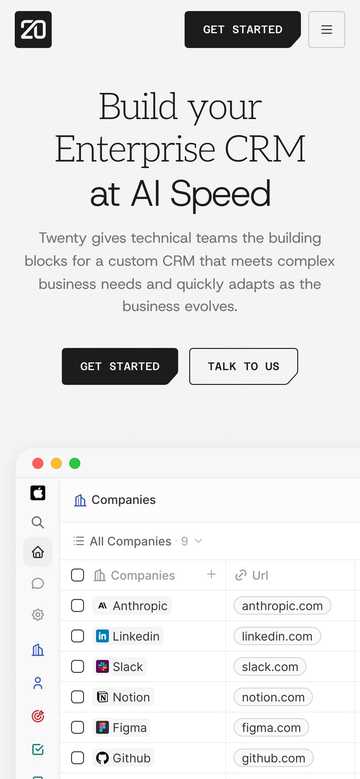 20
GET STARTED
Build your
Enterprise CRM
at AI Speed
Twenty gives technical teams the building
blocks for a custom CRM that meets complex
business needs and quickly adapts as the
business evolves.
GET STARTED
TALK TO US
Companies
All Companies · 9
Companies
Url
Anthropic
anthropic.com
Linkedin
linkedin.com
Slack
slack.com
Notion
notion.com
Figma
figma.com
Github
github.com